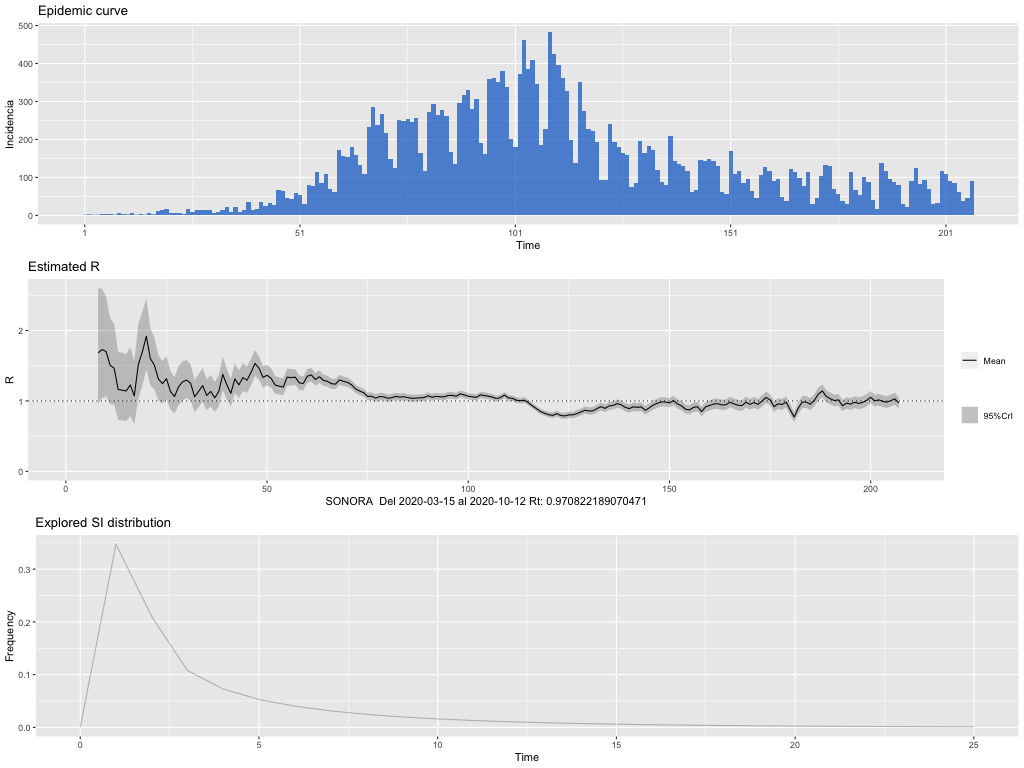 Epidemic curve
500
400
300
200
100
0
Incidencia
1 51 101 151 201
Time
Estimated R
2
1
0
R
Mean
95%CrI
0 50 100 150 200
SONORA Del 2020-03-15 al 2020-10-12 Rt: 0.970822189070471
Explored SI distribution
0.3
0.2
0.1
0.0
Frequency
0 5 10 15 20 25
Time